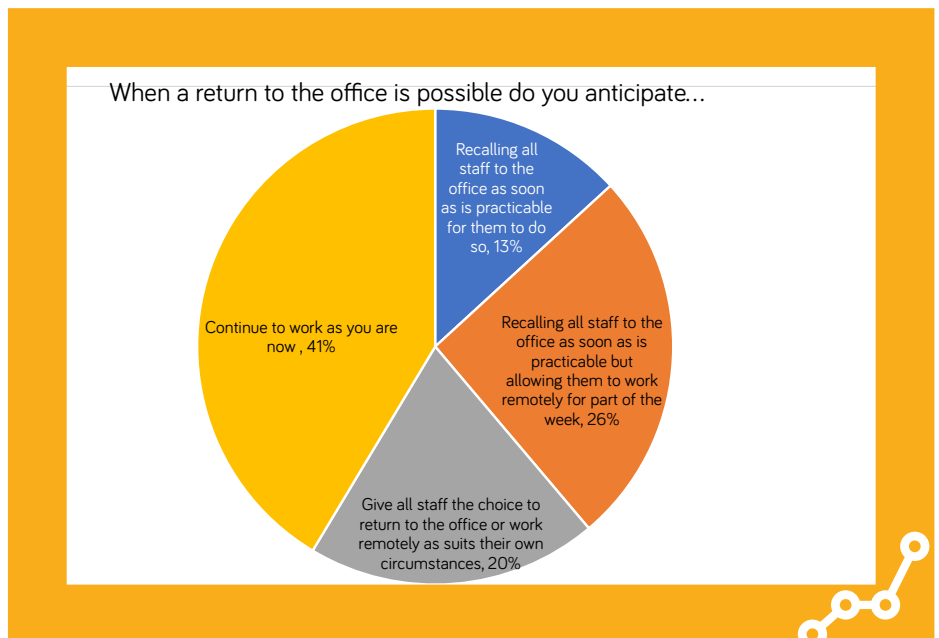 When a return to the office is possible do you anticipate...
Recalling all
staff to the
office as soon
as is practicable
for them to do
so, 13%
Recalling all staff to the
office as soon as is
practicable but
allowing them to work
remotely for part of the
week, 26%
Give all staff the choice to
return to the office or work
remotely as suits their own
circumstances, 20%
Continue to work as you are
now , 41%